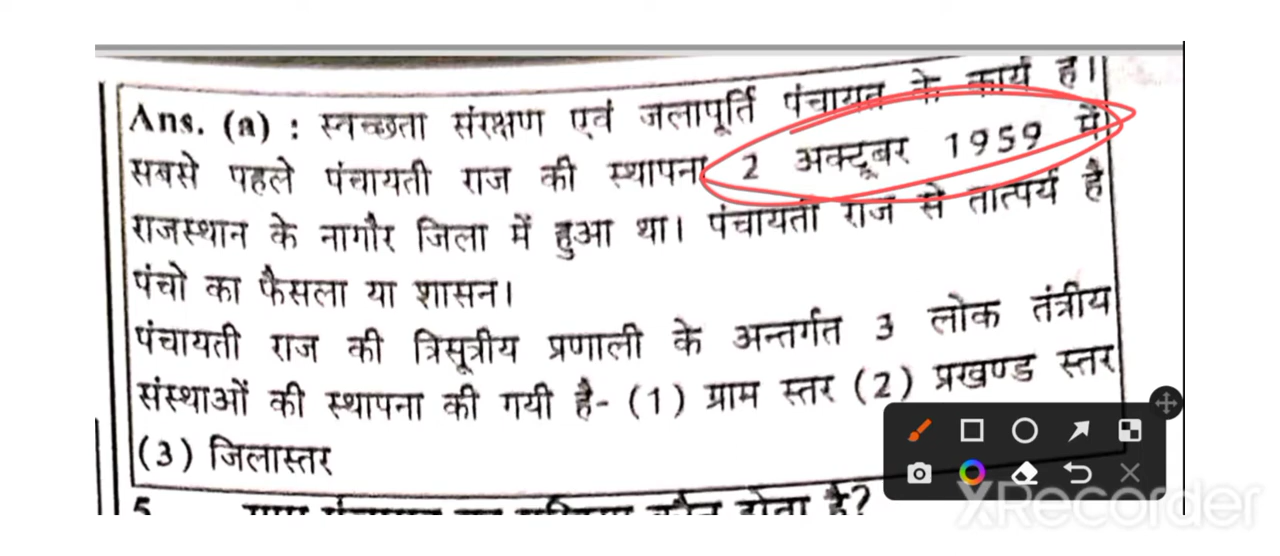 Ans. (a) : स्वच्छता संरक्षण एवं जलापूर्ति पंचायत के कार्य हैं।
सबसे पहले पंचायती राज की स्थापना 2 अक्टूबर 1959 में
राजस्थान के नागौर जिला में हुआ था। पंचायती राज से तात्पर्य है
पंचो का फैसला या शासन।
पंचायती राज की त्रिसूत्रीय प्रणाली के अन्तर्गत 3 लोक तंत्रीय
संस्थाओं की स्थापना की गयी है- (1) ग्राम स्तर (2) प्रखण्ड स्तर
(3) जिलास्तर
5. कौन होता है?
XRecorder